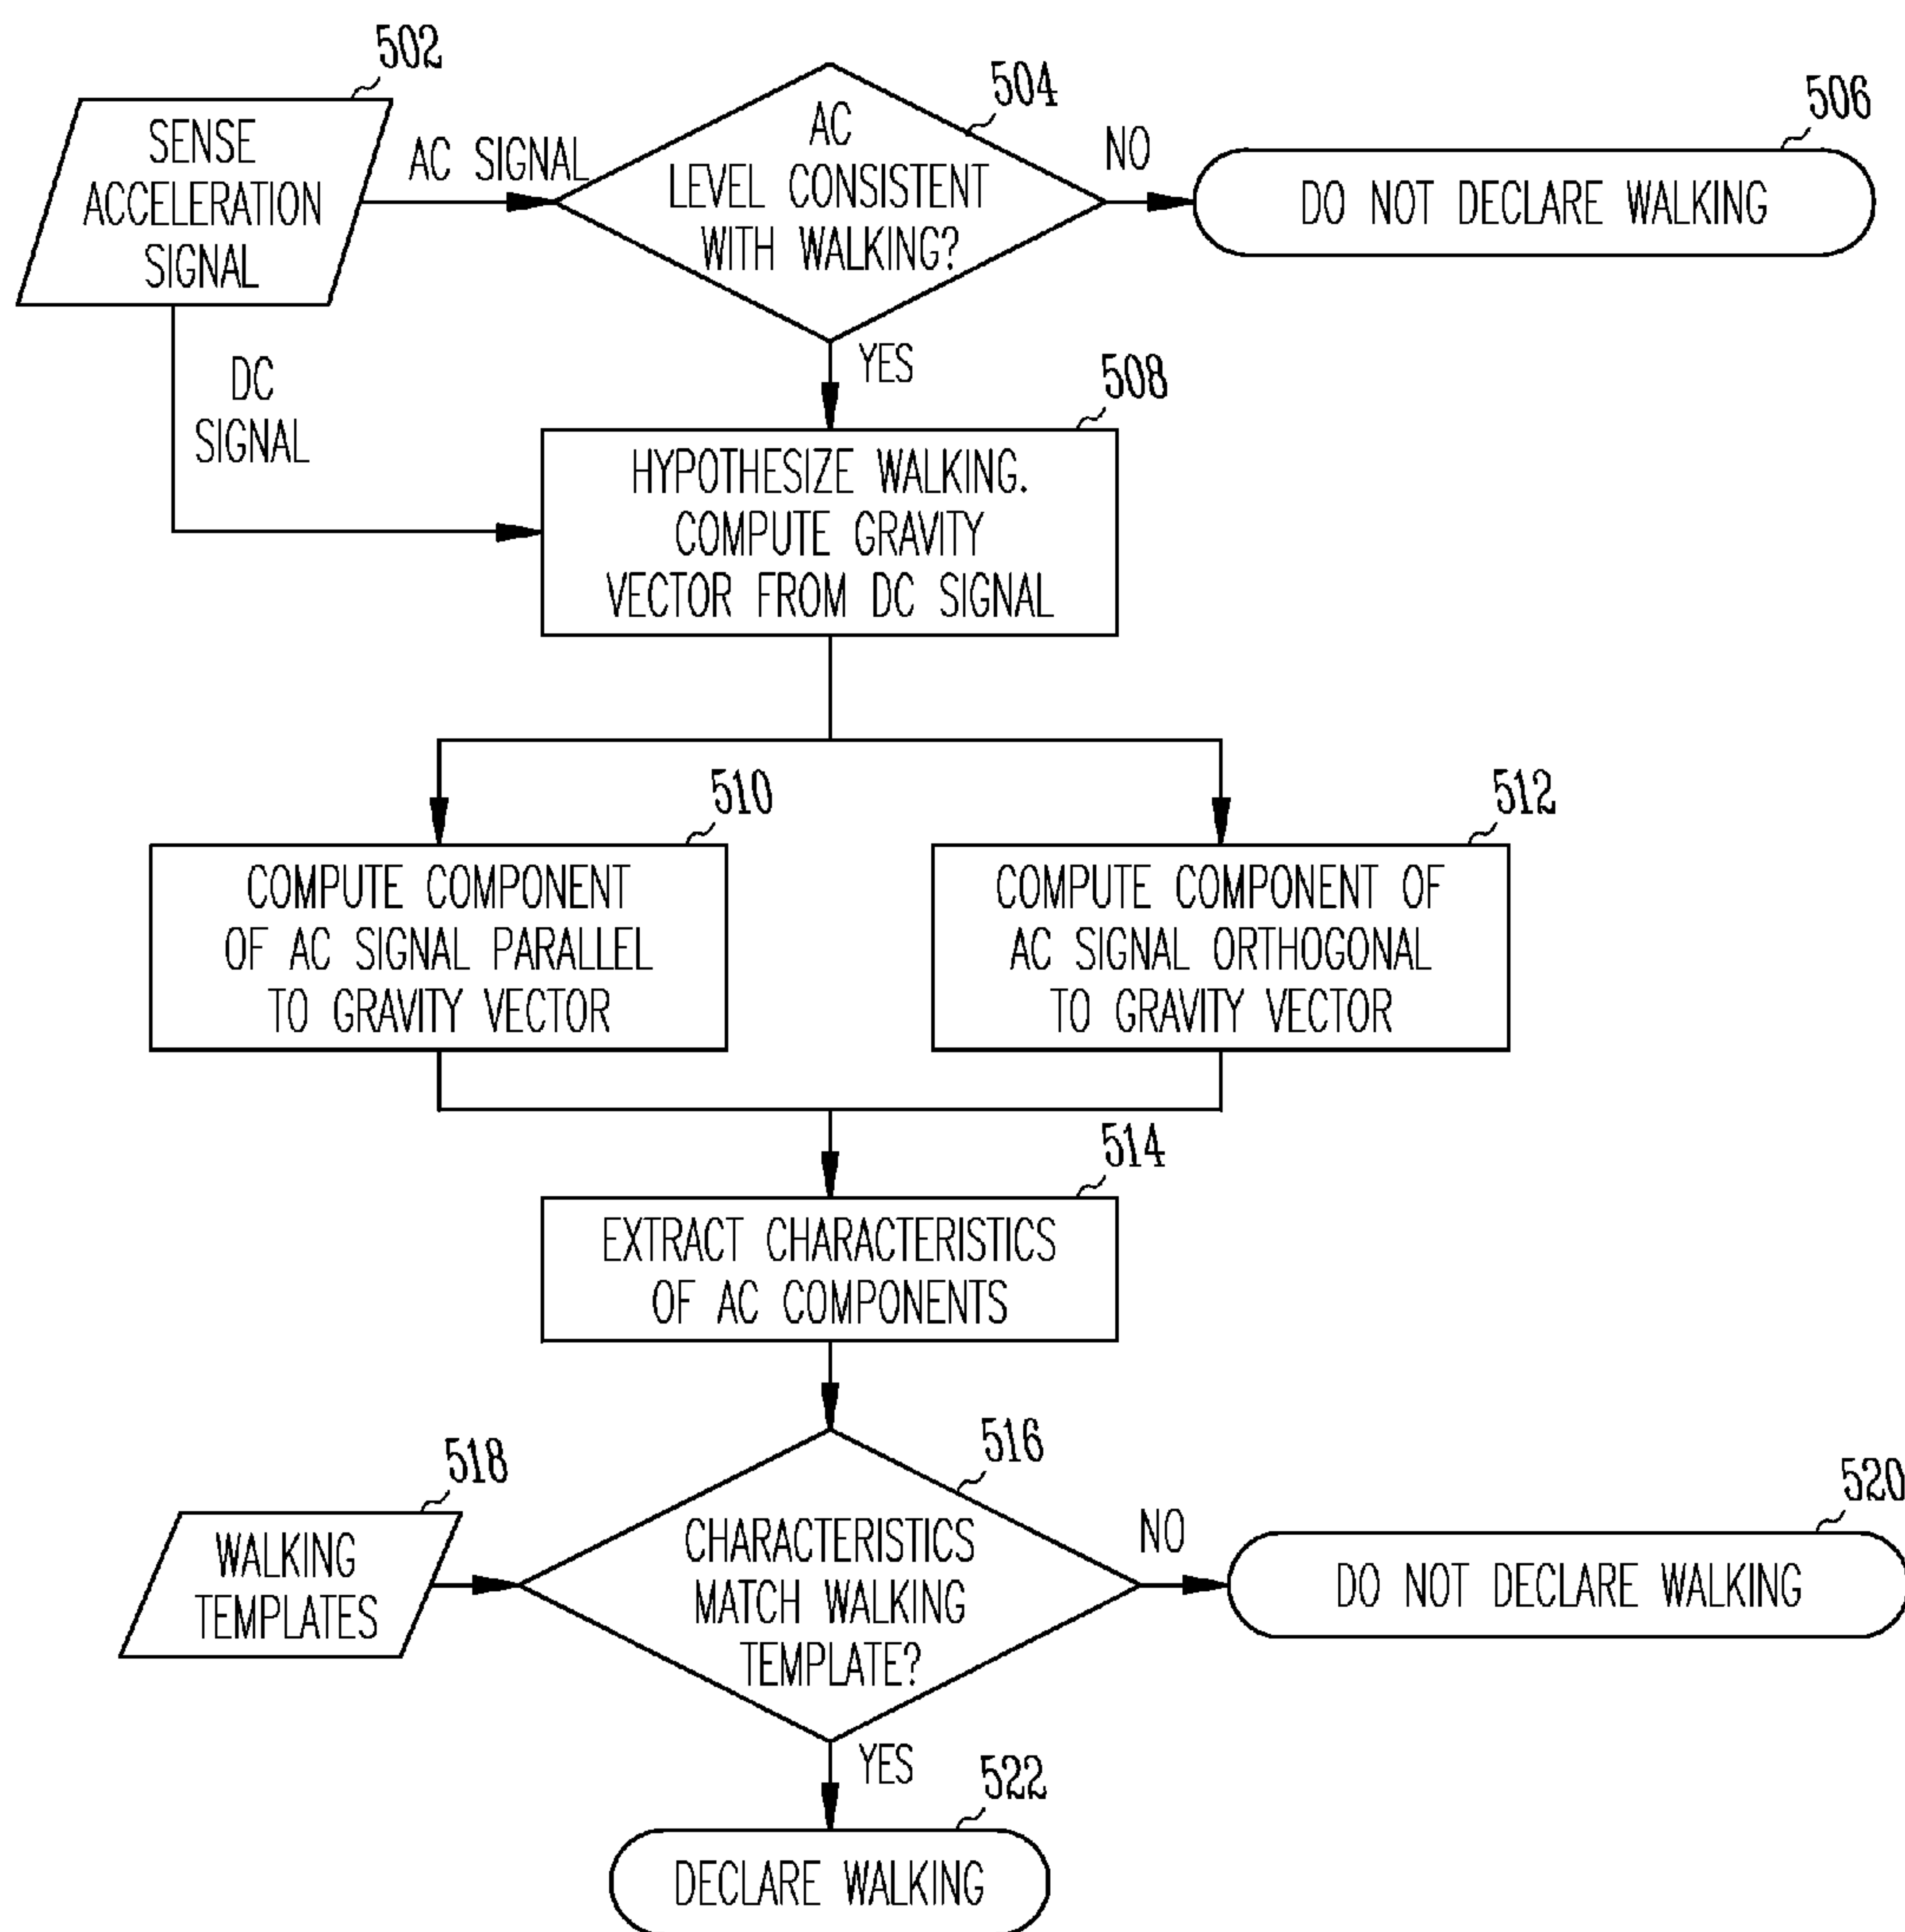 502
SENSE
ACCELERATION
SIGNAL
AC SIGNAL
504
AC
LEVEL CONSISTENT
WITH WALKING?
NO
506
DO NOT DECLARE WALKING
DC
SIGNAL
YES
508
HYPOTHESIZE WALKING.
COMPUTE GRAVITY
VECTOR FROM DC SIGNAL
510
COMPUTE COMPONENT
OF AC SIGNAL PARALLEL
TO GRAVITY VECTOR
512
COMPUTE COMPONENT OF
AC SIGNAL ORTHOGONAL
TO GRAVITY VECTOR
514
EXTRACT CHARACTERISTICS
OF AC COMPONENTS
518
WALKING
TEMPLATES
516
CHARACTERISTICS
MATCH WALKING
TEMPLATE?
NO
520
DO NOT DECLARE WALKING
YES
522
DECLARE WALKING